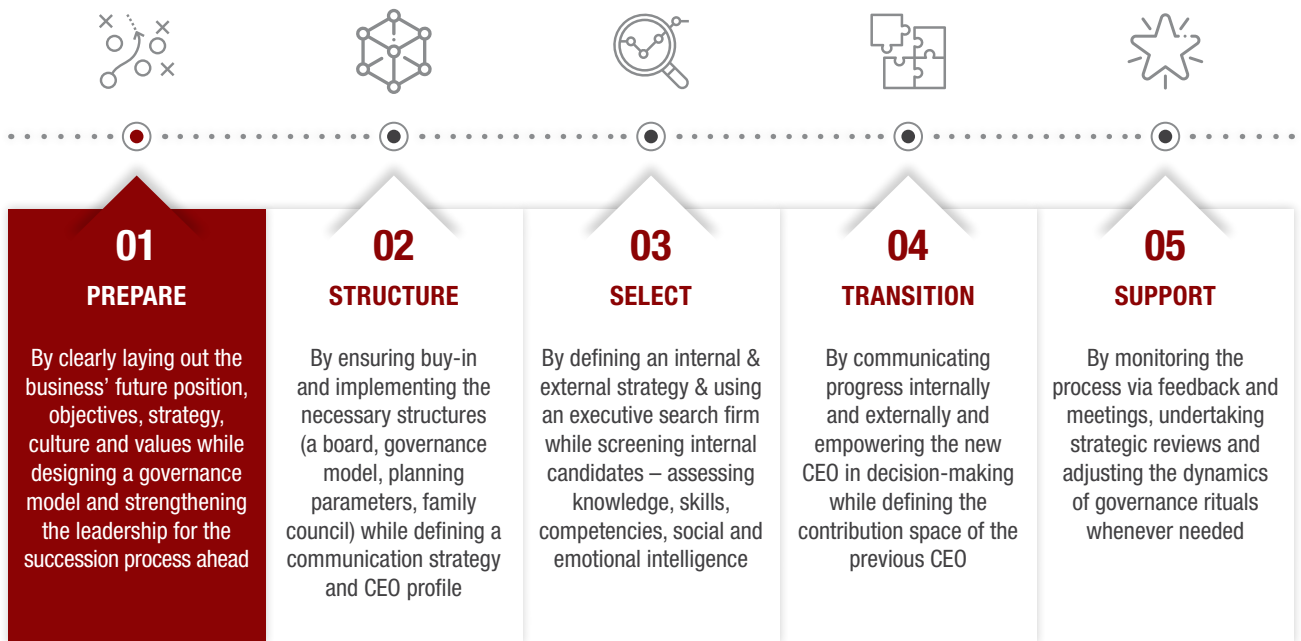 01
PREPARE
By clearly laying out the
business’ future position,
objectives, strategy,
culture and values while
designing a governance
model and strengthening
the leadership for the
succession process ahead
02
STRUCTURE
By ensuring buy-in
and implementing the
necessary structures
(a board, governance
model, planning
parameters, family
council) while defining a
communication strategy
and CEO profile
03
SELECT
By defining an internal &
external strategy & using
an executive search firm
while screening internal
candidates – assessing
knowledge, skills,
competencies, social and
emotional intelligence
04
TRANSITION
By communicating
progress internally
and externally and
empowering the new
CEO in decision-making
while defining the
contribution space of the
previous CEO
05
SUPPORT
By monitoring the
process via feedback and
meetings, undertaking
strategic reviews and
adjusting the dynamics
of governance rituals
whenever needed